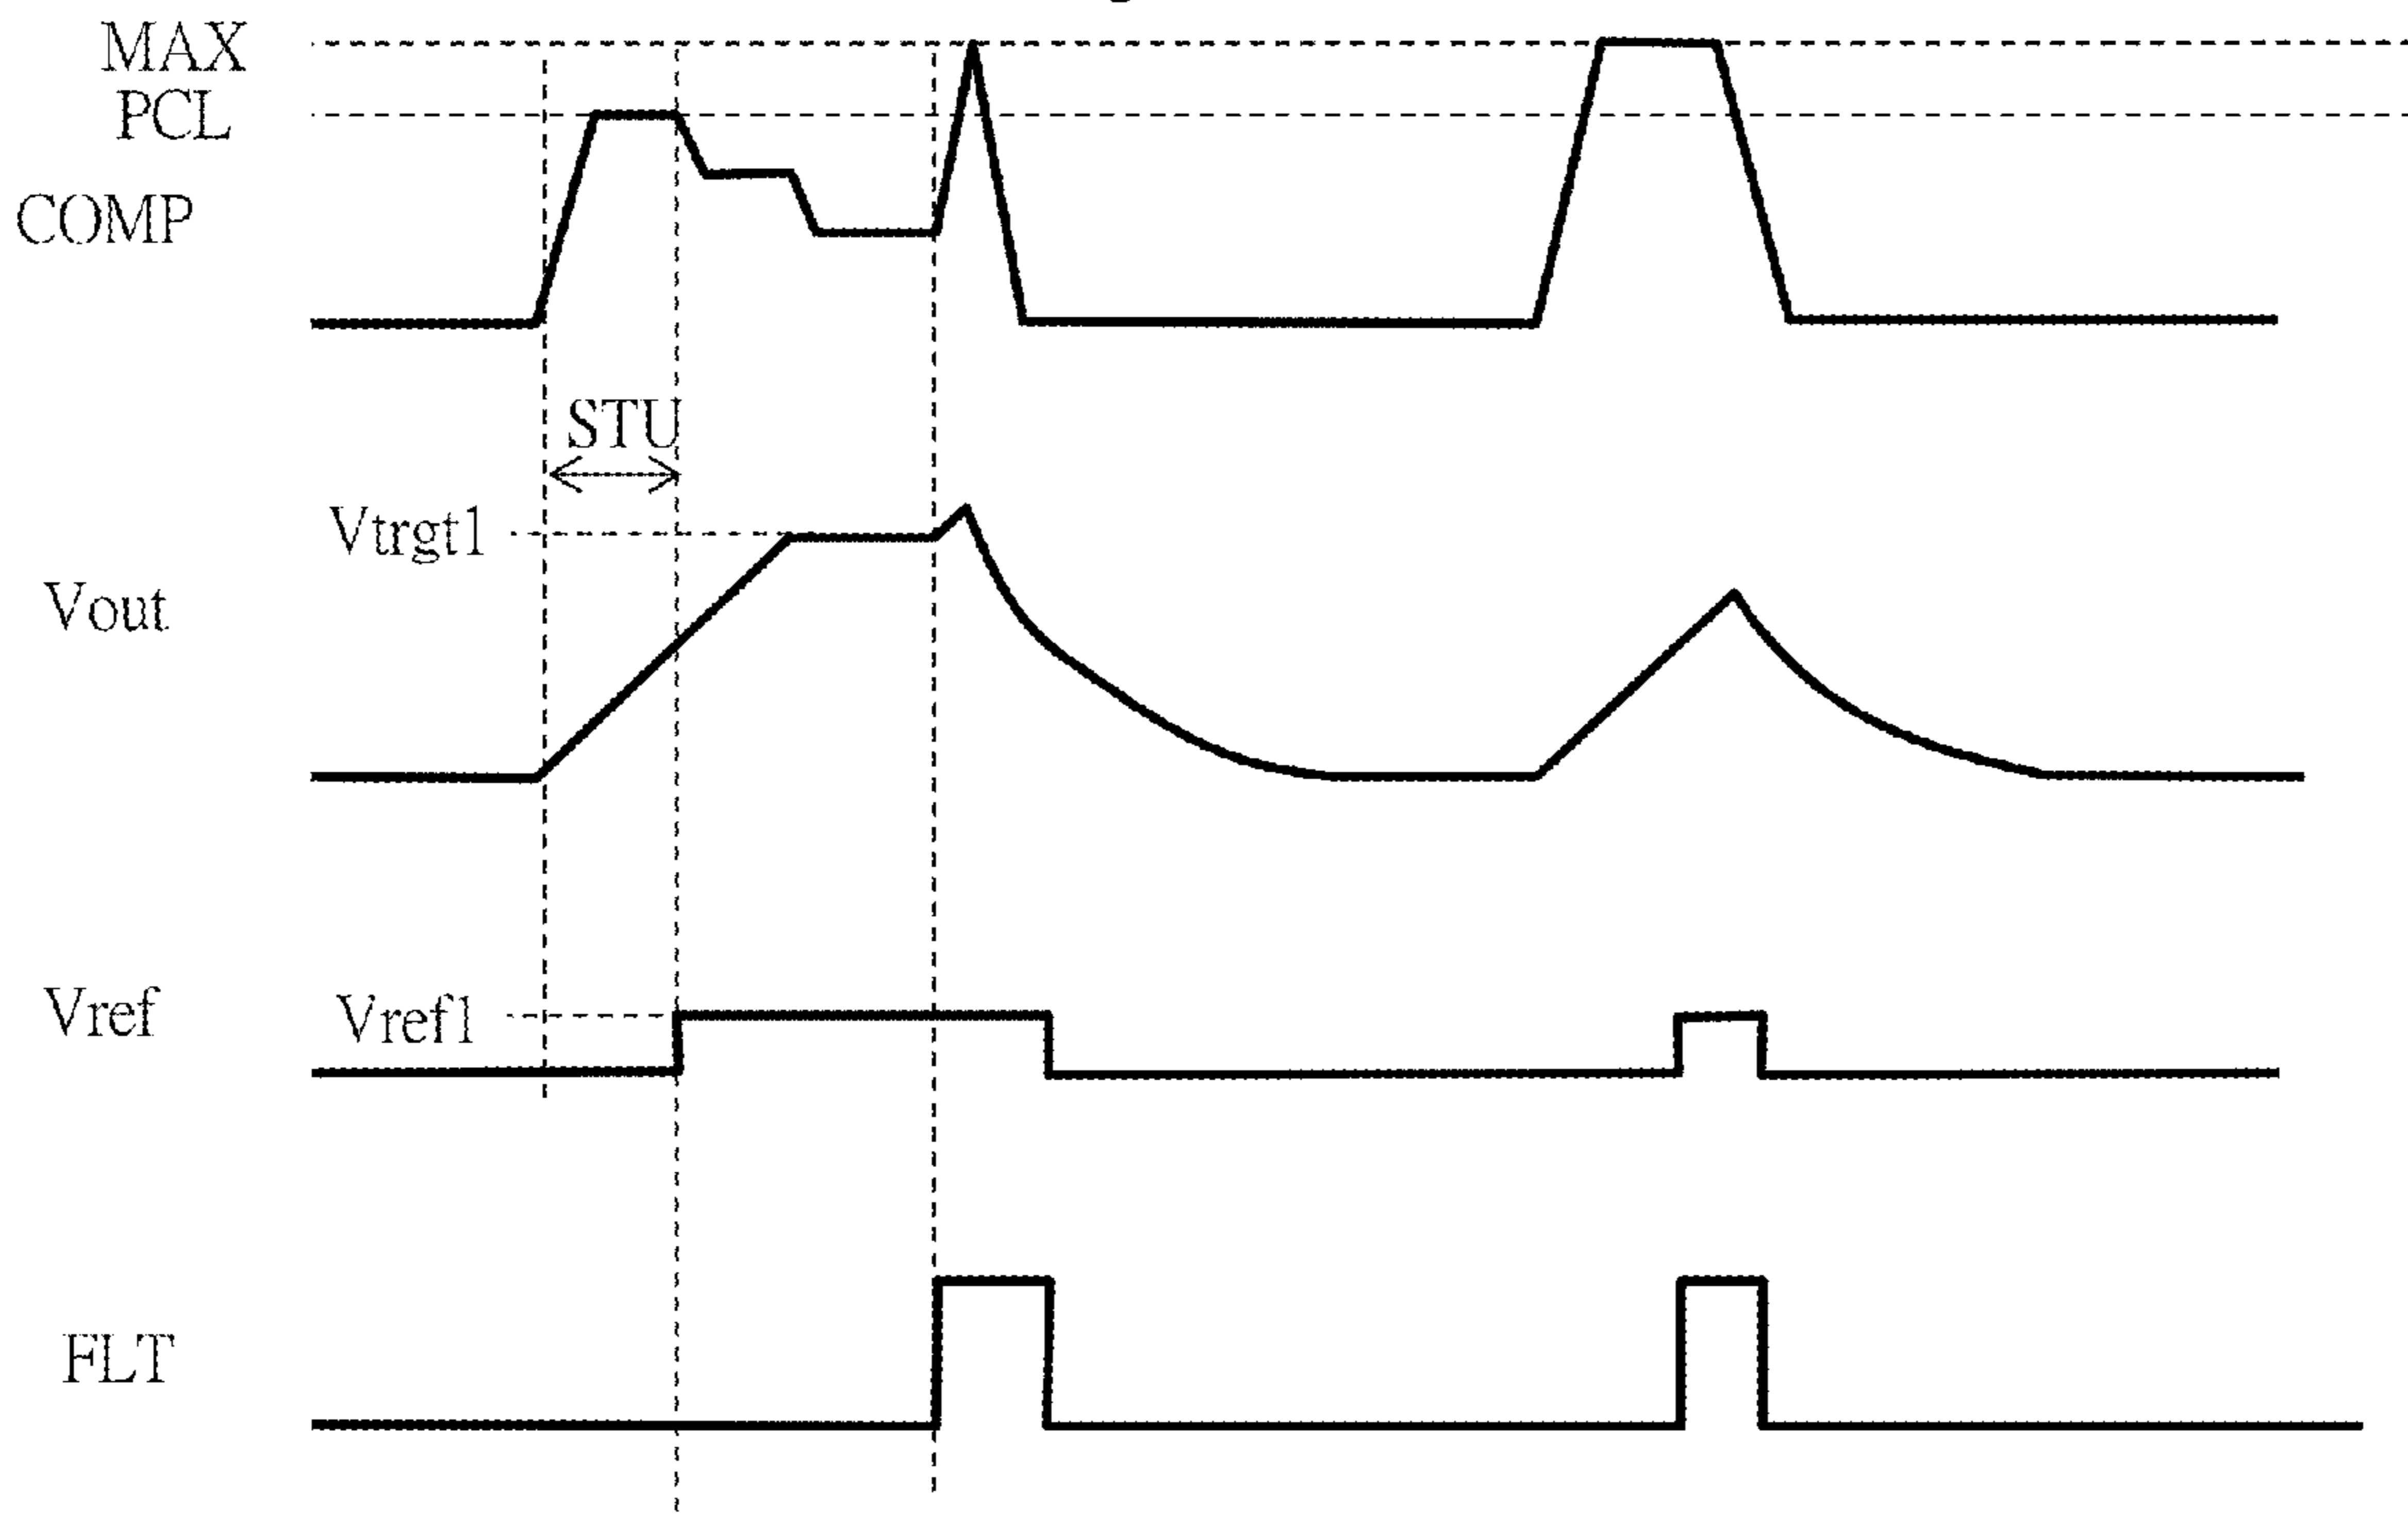 MAX
PCL
COMP
STU
Vtrgt1
Vout
Vref
Vref1
FLT